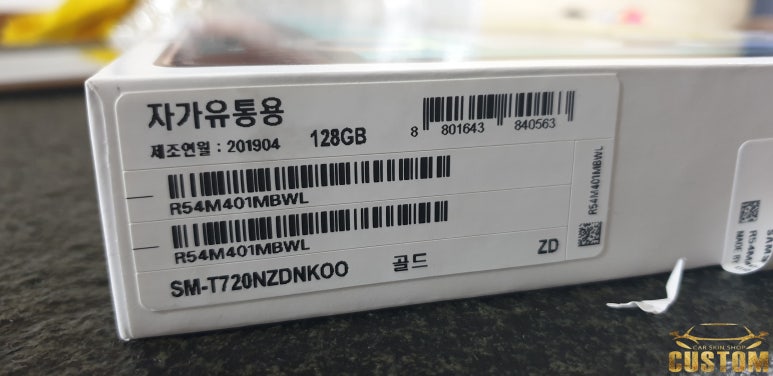 자가유통용
제조연월 : 201904 128GB
8 801643 840563
R54M401MBWL
R54M401MBWL
SM-T720NZDNKOO 골드 ZD
R54M401MBWL
CAR SKIN SHOP
CUSTOM